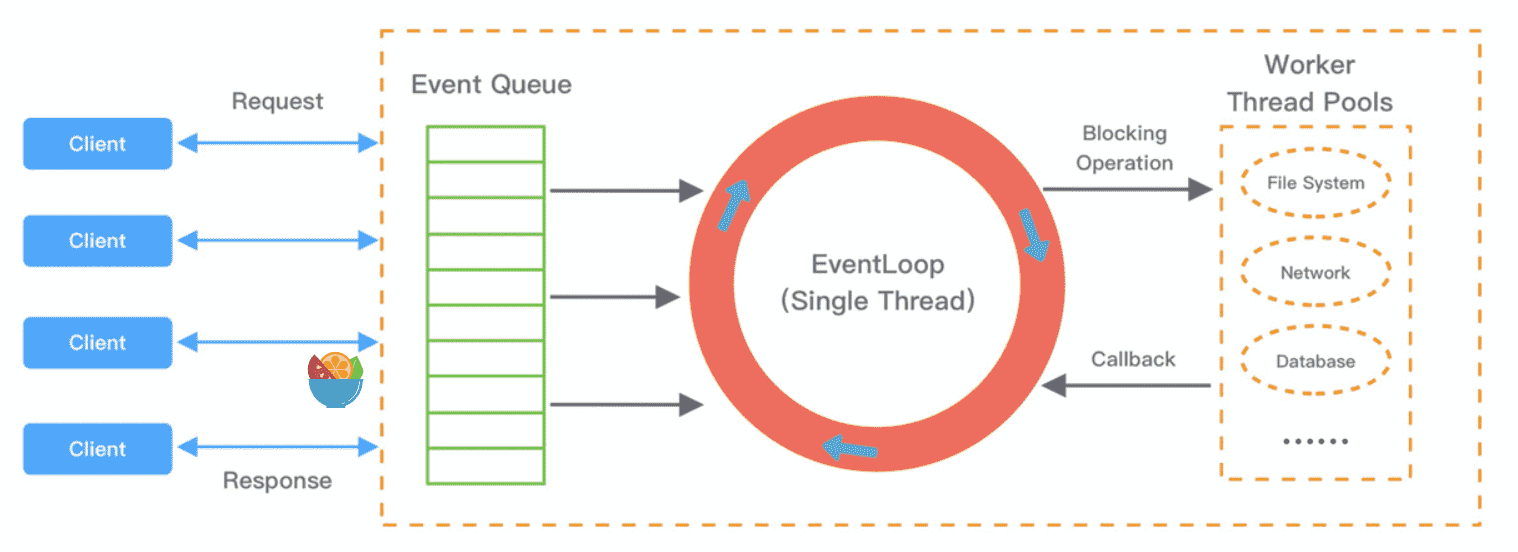 Request
Client
Client
Client
Client
Response
Event Queue
EventLoop
(Single Thread)
Blocking
Operation
Callback
Worker
Thread Pools
File System
Network
Database
......